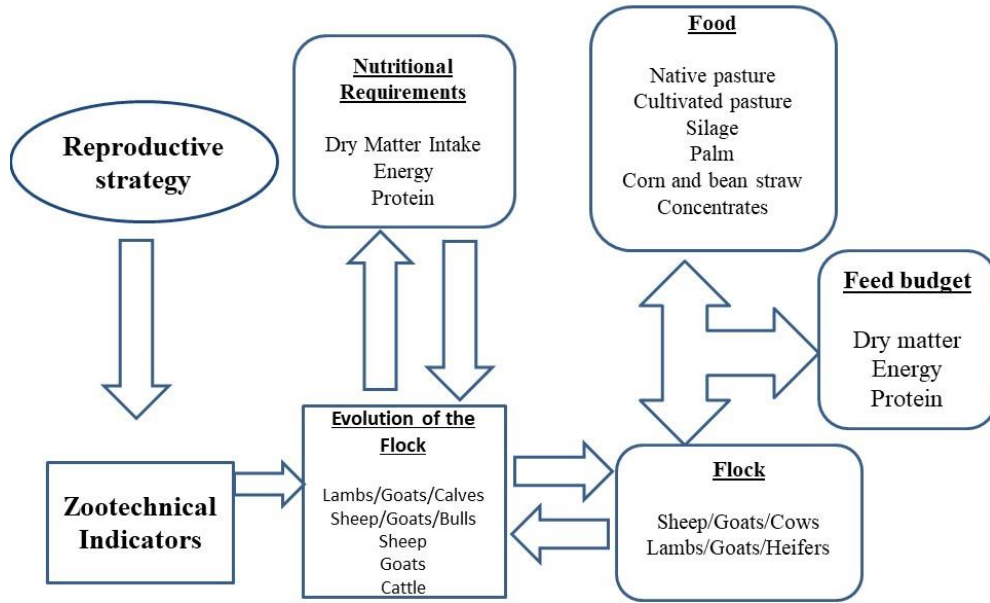 Reproductive
strategy
Nutritional
Requirements
Dry Matter Intake
Energy
Protein
Food
Native pasture
Cultivated pasture
Silage
Palm
Corn and bean straw
Concentrates
Feed budget
Dry matter
Energy
Protein
Zootechnical
Indicators
Evolution of the
Flock
Lambs/Goats/Calves
Sheep/Goats/Bulls
Sheep
Goats
Cattle
Flock
Sheep/Goats/Cows
Lambs/Goats/Heifers